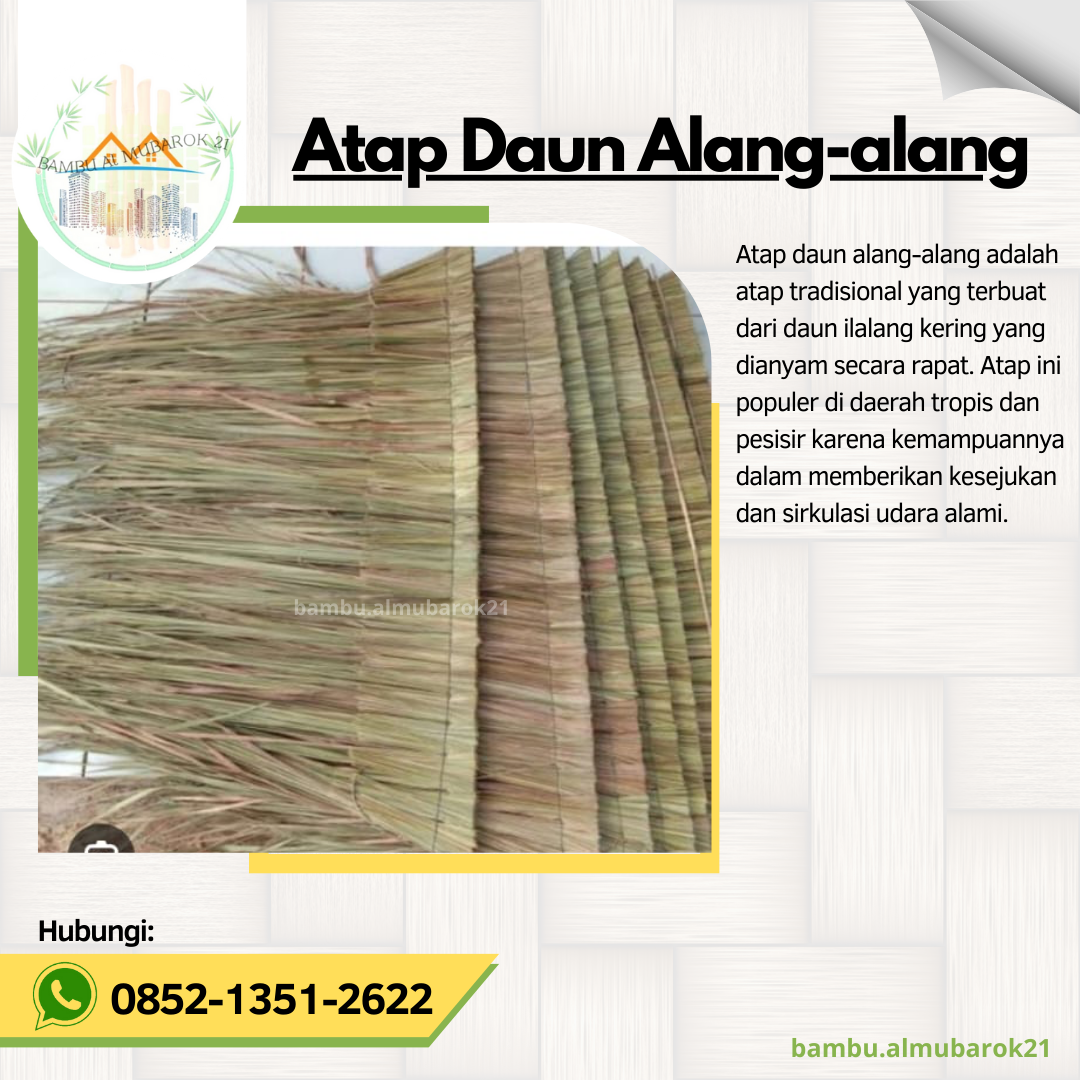 BAMBU AL MUBAROK 21
Atap Daun Alang-alang
Atap daun alang-alang adalah
atap tradisional yang terbuat
dari daun ilalang kering yang
dianyam secara rapat. Atap ini
populer di daerah tropis dan
pesisir karena kemampuannya
dalam memberikan kesejukan
dan sirkulasi udara alami.
bambu.almubarok21
Hubungi:
0852-1351-2622
bambu.almubarok21